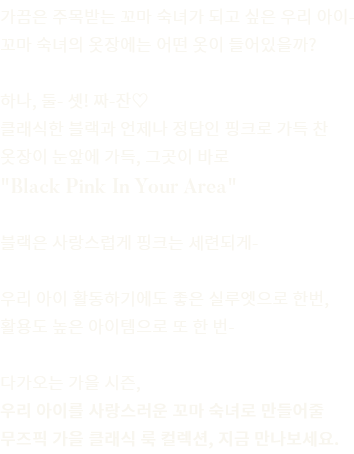 가끔은 주목받는 꼬마 숙녀가 되고 싶은 우리 아이.
꼬마 숙녀의 옷장에는 어떤 옷이 들어있을까?
하나, 둘- 셋! 짜-잔♡
클래식한 블랙과 언제나 정답인 핑크로 가득 찬
옷장이 눈앞에 가득, 그곳이 바로
"Black Pink In Your Area"
블랙은 사랑스럽게 핑크는 세련되게-
우리 아이 활동하기에도 좋은 실루엣으로 한번,
활용도 높은 아이템으로 또 한 번-
다가오는 가을 시즌,
우리 아이를 사랑스러운 꼬마 숙녀로 만들어줄
무즈픽 가을 클래식 룩 컬렉션, 지금 만나보세요.